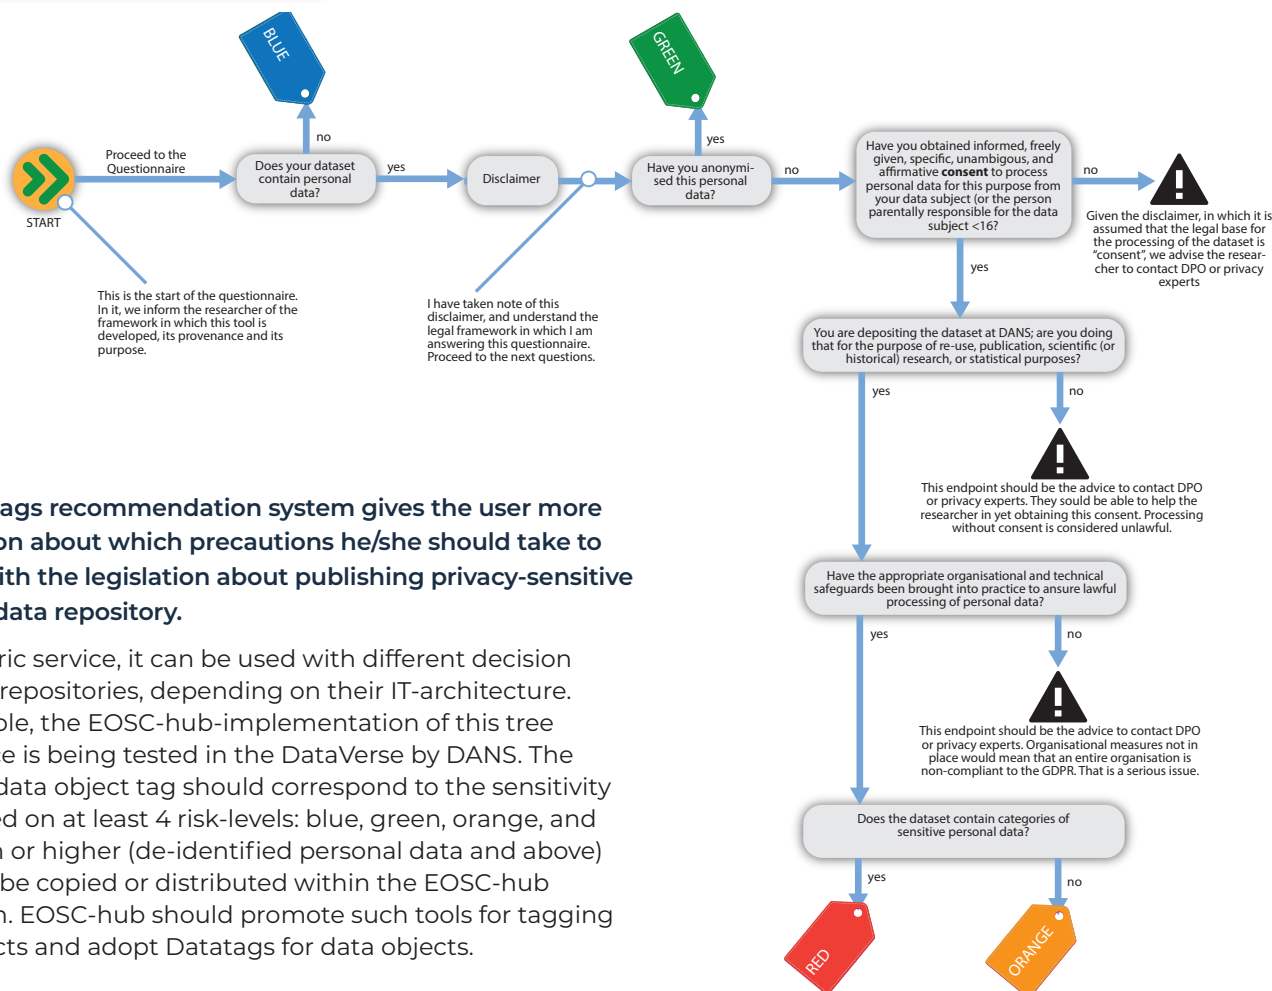 BLUE
GREEN
no
yes
Proceed to the
Questionnaire
START
Does your dataset
contain personal
data?
yes
Disclaimer
Have you anonymi-
sed this personal
data?
no
Have you obtained informed, freely
given, specific, unambigous, and
affirmative consent to process
personal data for this purpose from
your data subject (or the person
parentally responsible for the data
subject <16?
no
Given the disclaimer, in which it is
assumed that the legal base for
the processing of the dataset is
“consent”, we advise the resear-
cher to contact DPO or privacy
experts
yes
This is the start of the questionnaire.
In it, we inform the researcher of the
framework in which this tool is
developed, its provenance and its
purpose.
I have taken note of this
disclaimer, and understand the
legal framework in which I am
answering this questionnaire.
Proceed to the next questions.
You are depositing the dataset at DANS; are you doing
that for the purpose of re-use, publication, scientific (or
historical) research, or statistical purposes?
yes
no
This endpoint should be the advice to contact DPO
or privacy experts. They sould be able to help the
researcher in yet obtaining this consent. Processing
without consent is considered unlawful.
ags recommendation system gives the user more
on about which precautions he/she should take to
ith the legislation about publishing privacy-sensitive
data repository.
ric service, it can be used with different decision
repositories, depending on their IT-architecture.
ole, the EOSC-hub-implementation of this tree
ce is being tested in the DataVerse by DANS. The
data object tag should correspond to the sensitivity
ed on at least 4 risk-levels: blue, green, orange, and
n or higher (de-identified personal data and above)
be copied or distributed within the EOSC-hub
n. EOSC-hub should promote such tools for tagging
cts and adopt Datatags for data objects.
Have the appropriate organisational and technical
safeguards been brought into practice to ansure lawful
processing of personal data?
yes
no
This endpoint should be the advice to contact DPO
or privacy experts. Organisational measures not in
place would mean that an entire organisation is
non-compliant to the GDPR. That is a serious issue.
Does the dataset contain categories of
sensitive personal data?
yes
no
RED
ORANGE